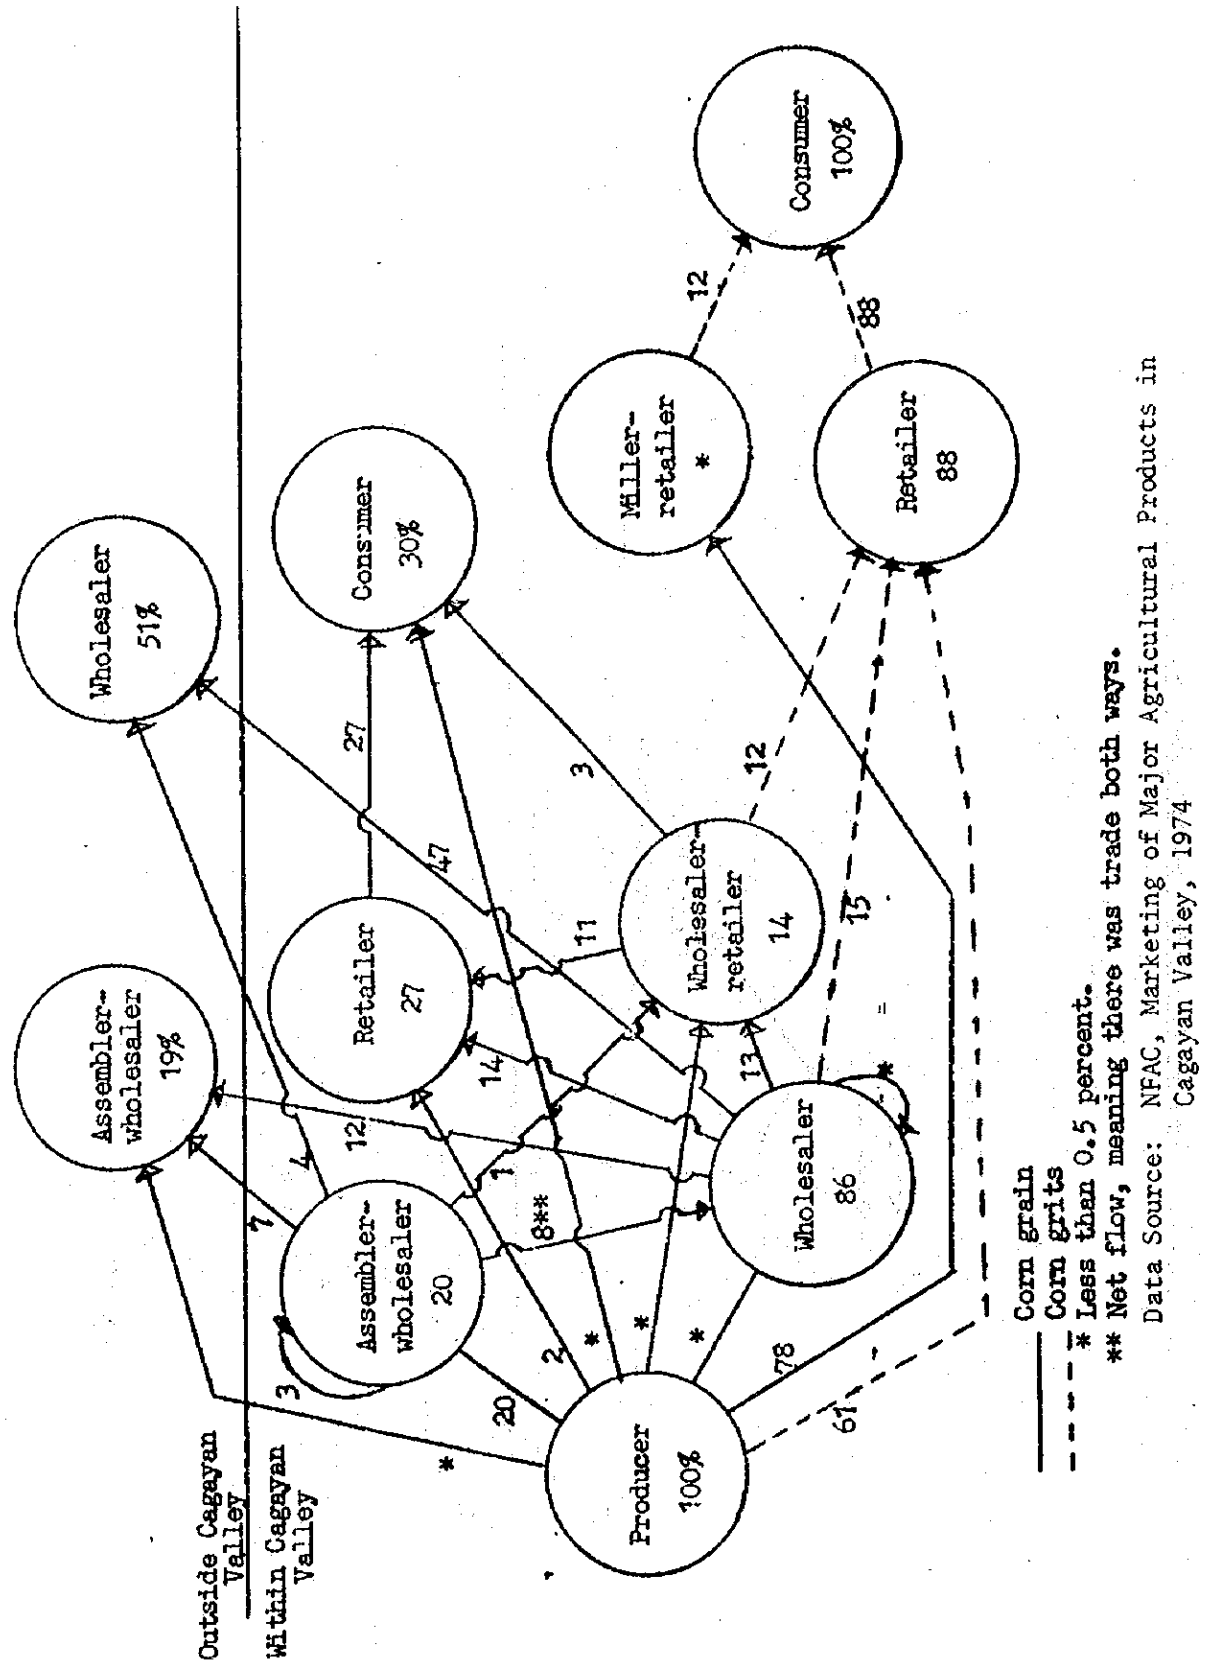 Outside Cagayan
Valley
Within Cagayan
Valley
Assembler-
wholesaler
19%
Wholesaler
51%
Producer
100%
Assembler-
wholesaler
20
Retailer
27
Consumer
30%
Wholesaler
86
Wholesaler-
retailer
14
Miller-
retailer
*
Retailer
88
Consumer
100%
*
3
7
4
12
20
2
*
*
*
78
61
8**
1
14
11
13
*
47
27
3
12
15
12
88
Corn grain
Corn grits
* Less than 0.5 percent.
** Net flow, meaning there was trade both ways.
Data Source: NFAC, Marketing of Major Agricultural Products in
Cagayan Valley, 1974